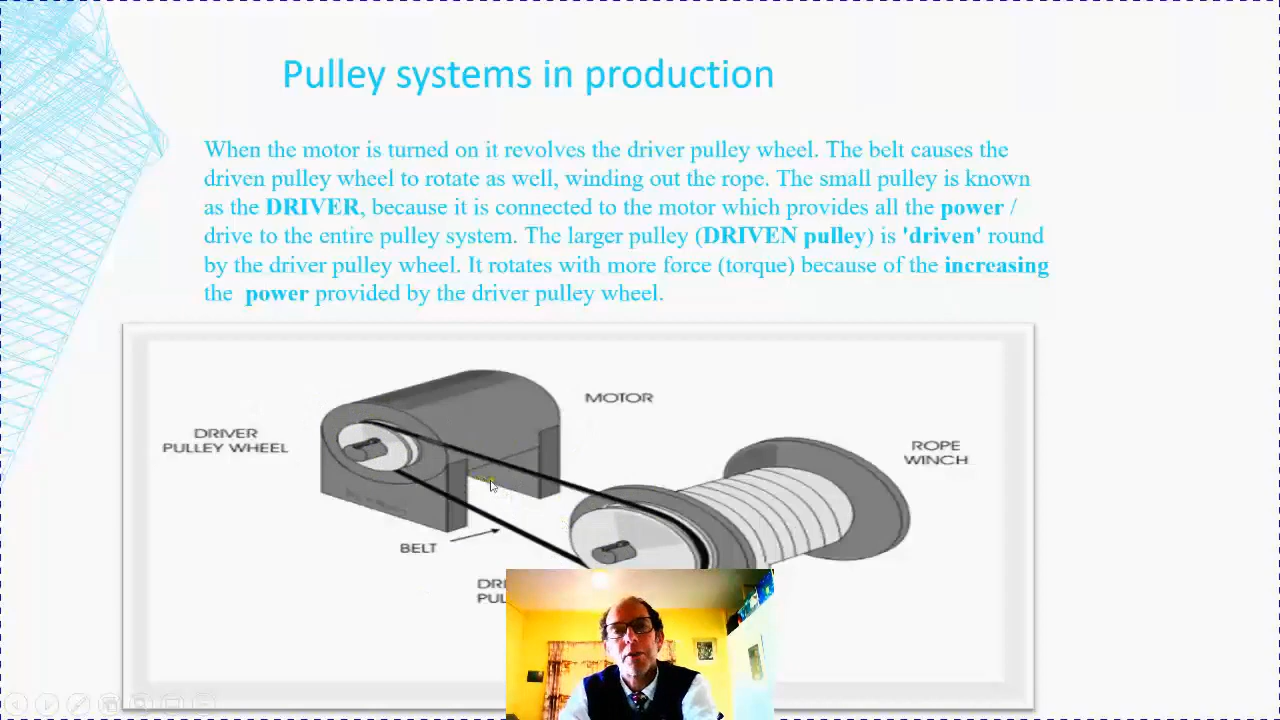 Pulley systems in production
When the motor is turned on it revolves the driver pulley wheel. The belt causes the
driven pulley wheel to rotate as well, winding out the rope. The small pulley is known
as the DRIVER, because it is connected to the motor which provides all the power /
drive to the entire pulley system. The larger pulley (DRIVEN pulley) is 'driven' round
by the driver pulley wheel. It rotates with more force (torque) because of the increasing
the power provided by the driver pulley wheel.
MOTOR
DRIVER
PULLEY WHEEL
ROPE
WINCH
BELT